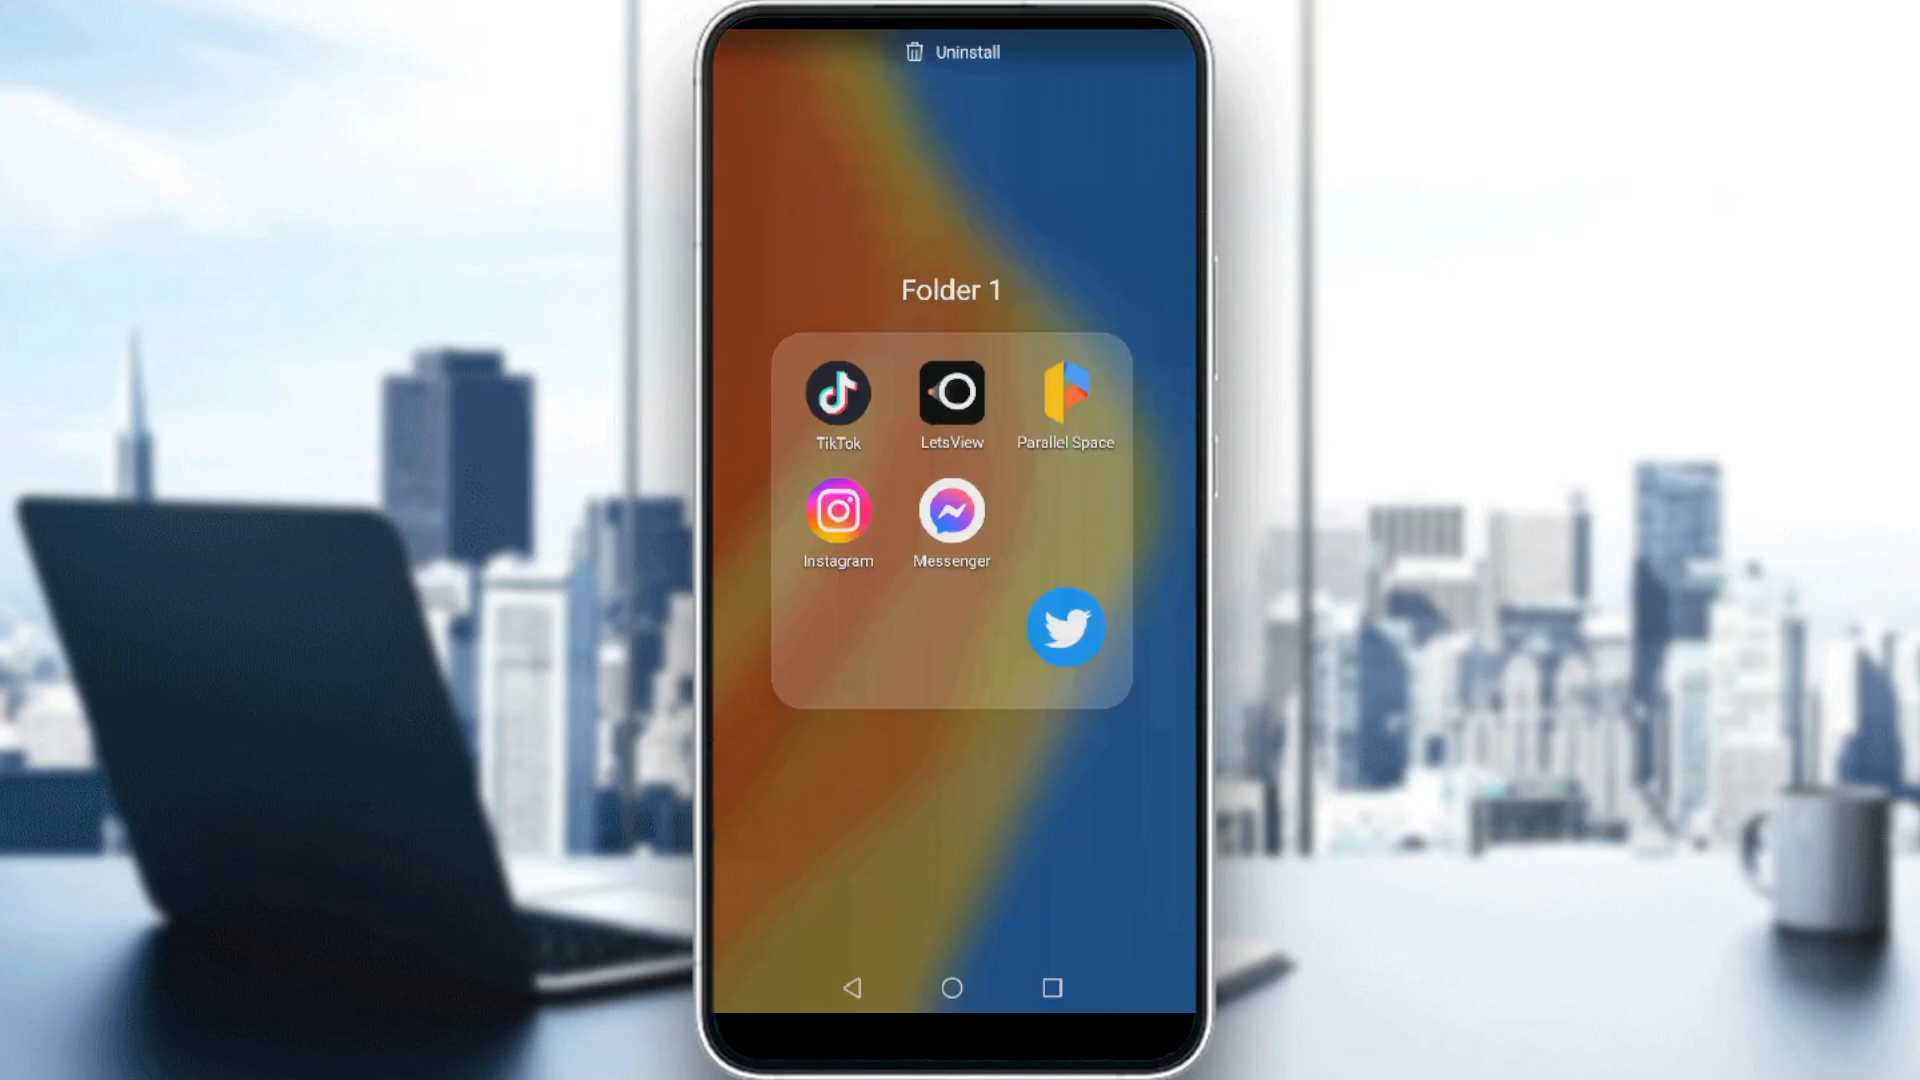 Uninstall
Folder 1
TikTok
LetsView
Parallel Space
Instagram
Messenger